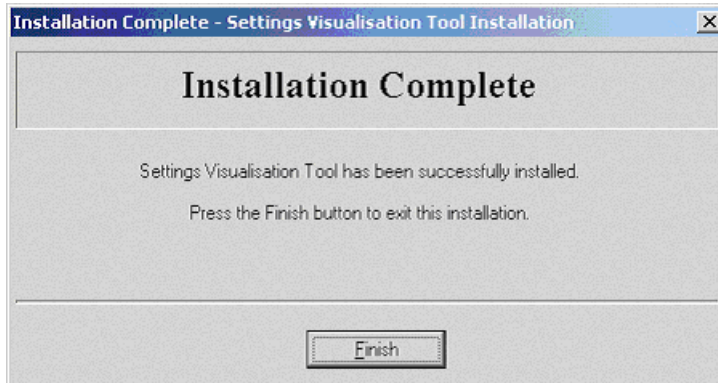 Installation Complete - Settings Visualisation Tool Installation
Installation Complete
Settings Visualisation Tool has been successfully installed.
Press the Finish button to exit this installation.
Finish